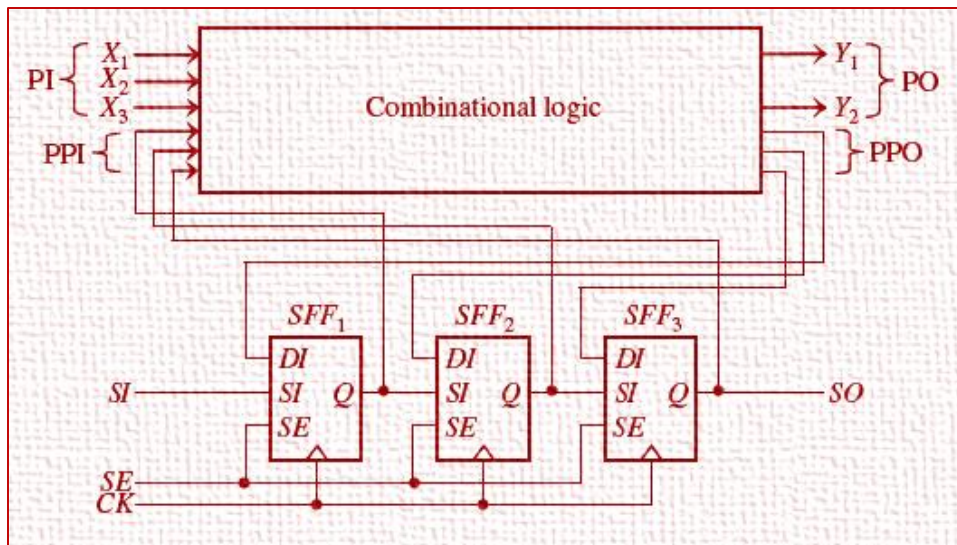 PI
X1
X2
X3
PPI
Combinational logic
Y1
Y2
PO
PPO
SFF1
SFF2
SFF3
DI
DI
DI
SI
SI
Q
SI
Q
SI
Q
SO
SE
SE
SE
SE
CK